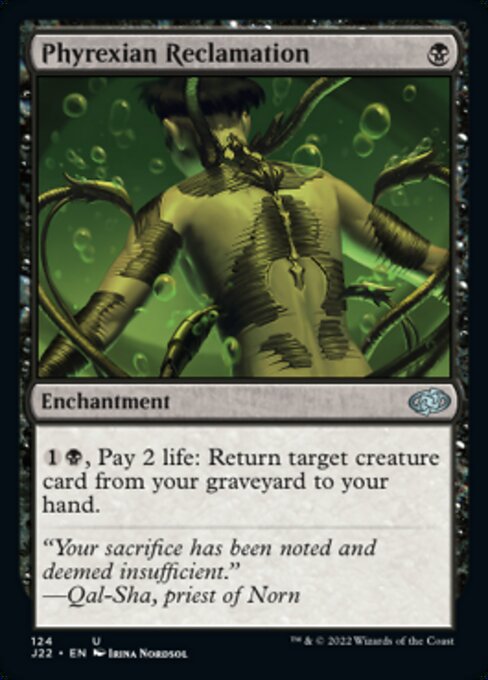 Phyrexian Reclamation
Enchantment
1, Pay 2 life: Return target creature
card from your graveyard to your
hand.
“Your sacrifice has been noted and
deemed insufficient.”
—Qal-Sha, priest of Norn
124 U
J22 • EN Irina Nordsol
™ & © 2022 Wizards of the Coast